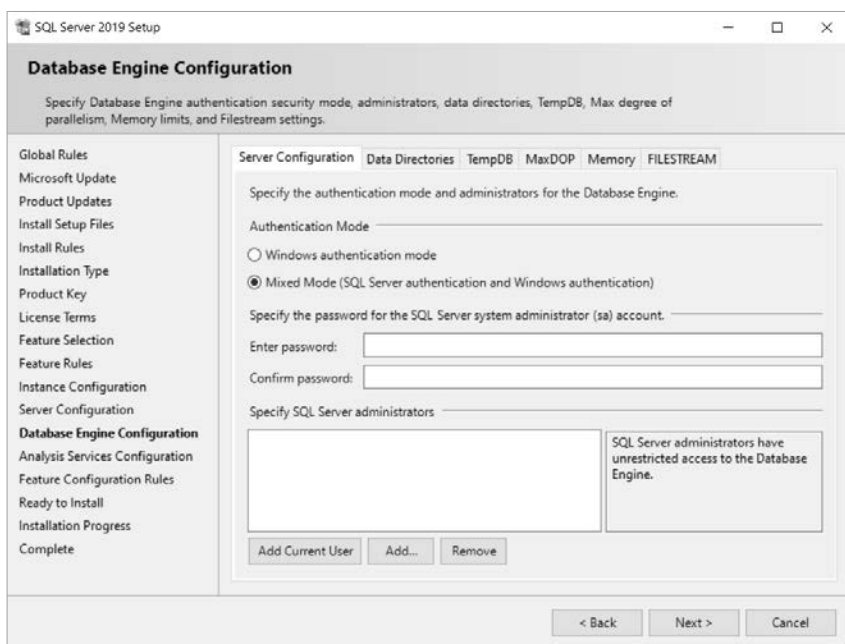 SQL Server 2019 Setup
Database Engine Configuration
Specify Database Engine authentication security mode, administrators, data directories, TempDB, Max degree of
parallelism, Memory limits, and Filestream settings.
Global Rules
Microsoft Update
Product Updates
Install Setup Files
Install Rules
Installation Type
Product Key
License Terms
Feature Selection
Feature Rules
Instance Configuration
Server Configuration
Database Engine Configuration
Analysis Services Configuration
Feature Configuration Rules
Ready to Install
Installation Progress
Complete
Server Configuration Data Directories TempDB MaxDOP Memory FILESTREAM
Specify the authentication mode and administrators for the Database Engine.
Authentication Mode
Windows authentication mode
Mixed Mode (SQL Server authentication and Windows authentication)
Specify the password for the SQL Server system administrator (sa) account.
Enter password:
Confirm password:
Specify SQL Server administrators
SQL Server administrators have
unrestricted access to the Database
Engine.
Add Current User Add... Remove
< Back Next > Cancel